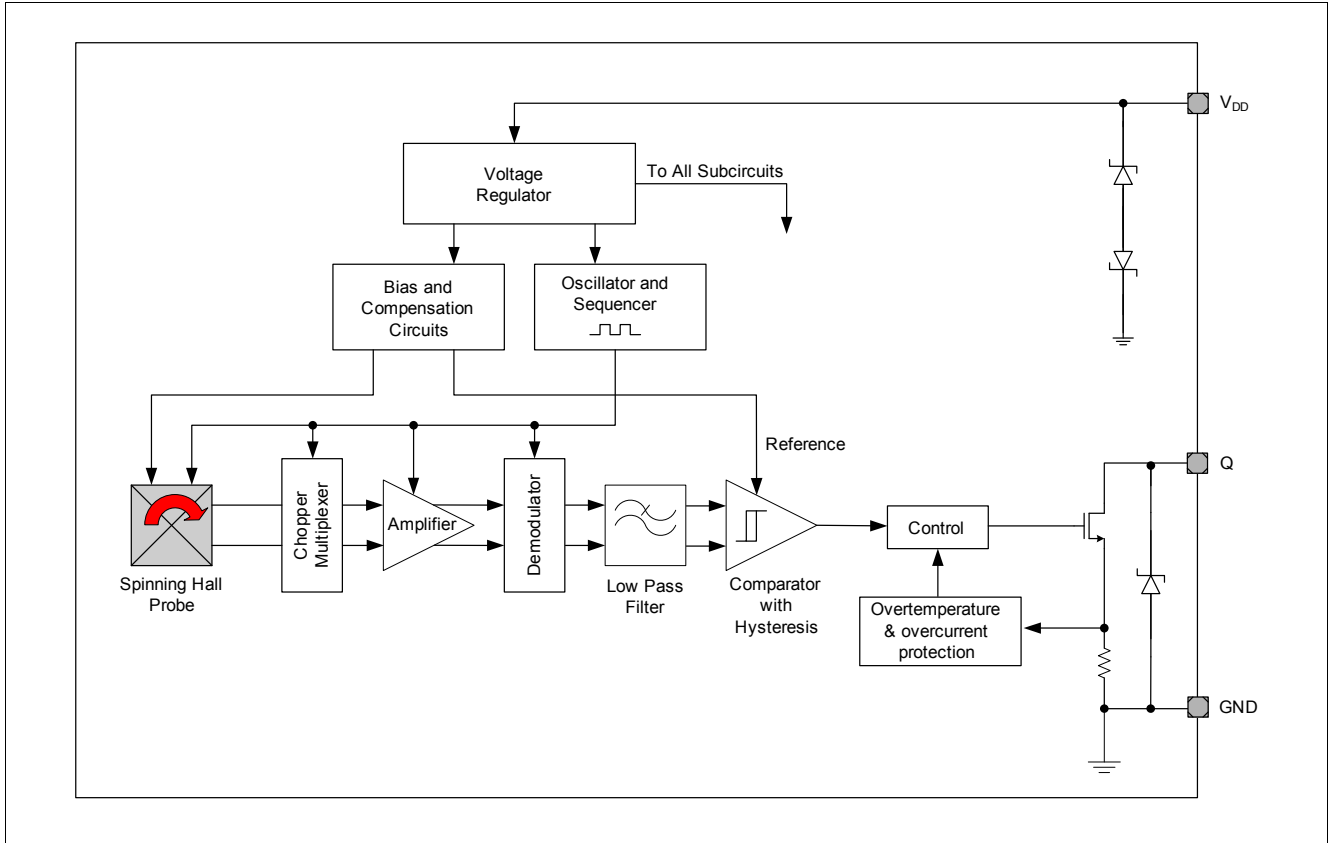 V_DD
Voltage
Regulator
To All Subcircuits
Bias and
Compensation
Circuits
Oscillator and
Sequencer
Reference
Q
Chopper
Multiplexer
Amplifier
Demodulator
Control
Spinning Hall
Probe
Low Pass
Filter
Comparator
with
Hysteresis
Overtemperature
& overcurrent
protection
GND